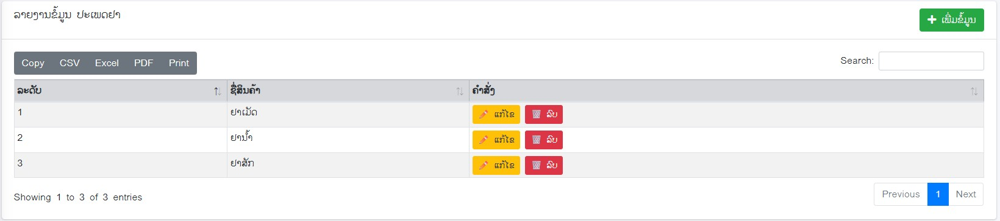 ລາຍງານຂໍ້ມູນ ປະເພດຢາ
ເພີ່ມຂໍ້ມູນ
Copy CSV Excel PDF Print
Search:
ລະດັບ ຊື່ສິນຄ້າ ຄຳສັ່ງ
1 ຢາເມັດ ແກ້ໄຂ ລົບ
2 ຢານ້ຳ ແກ້ໄຂ ລົບ
3 ຢາສັກ ແກ້ໄຂ ລົບ
Showing 1 to 3 of 3 entries
Previous 1 Next